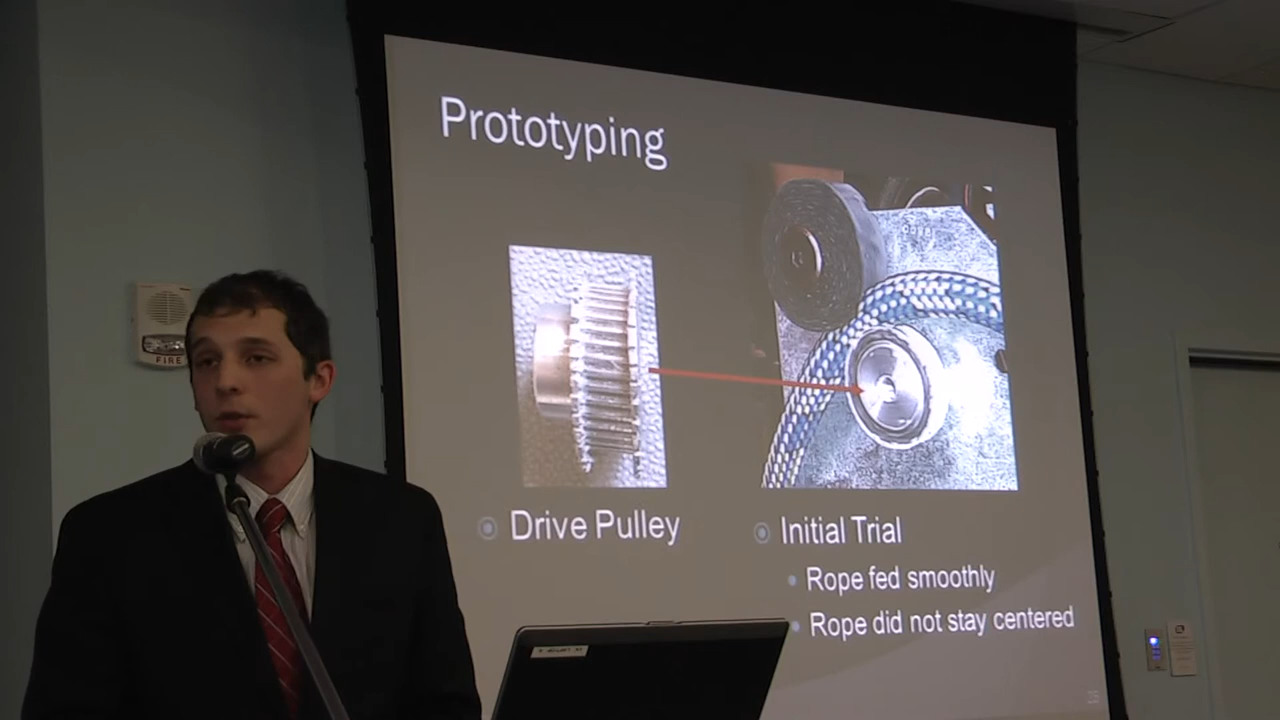 Prototyping
FIRE
Drive Pulley
Initial Trial
Rope fed smoothly
Rope did not stay centered